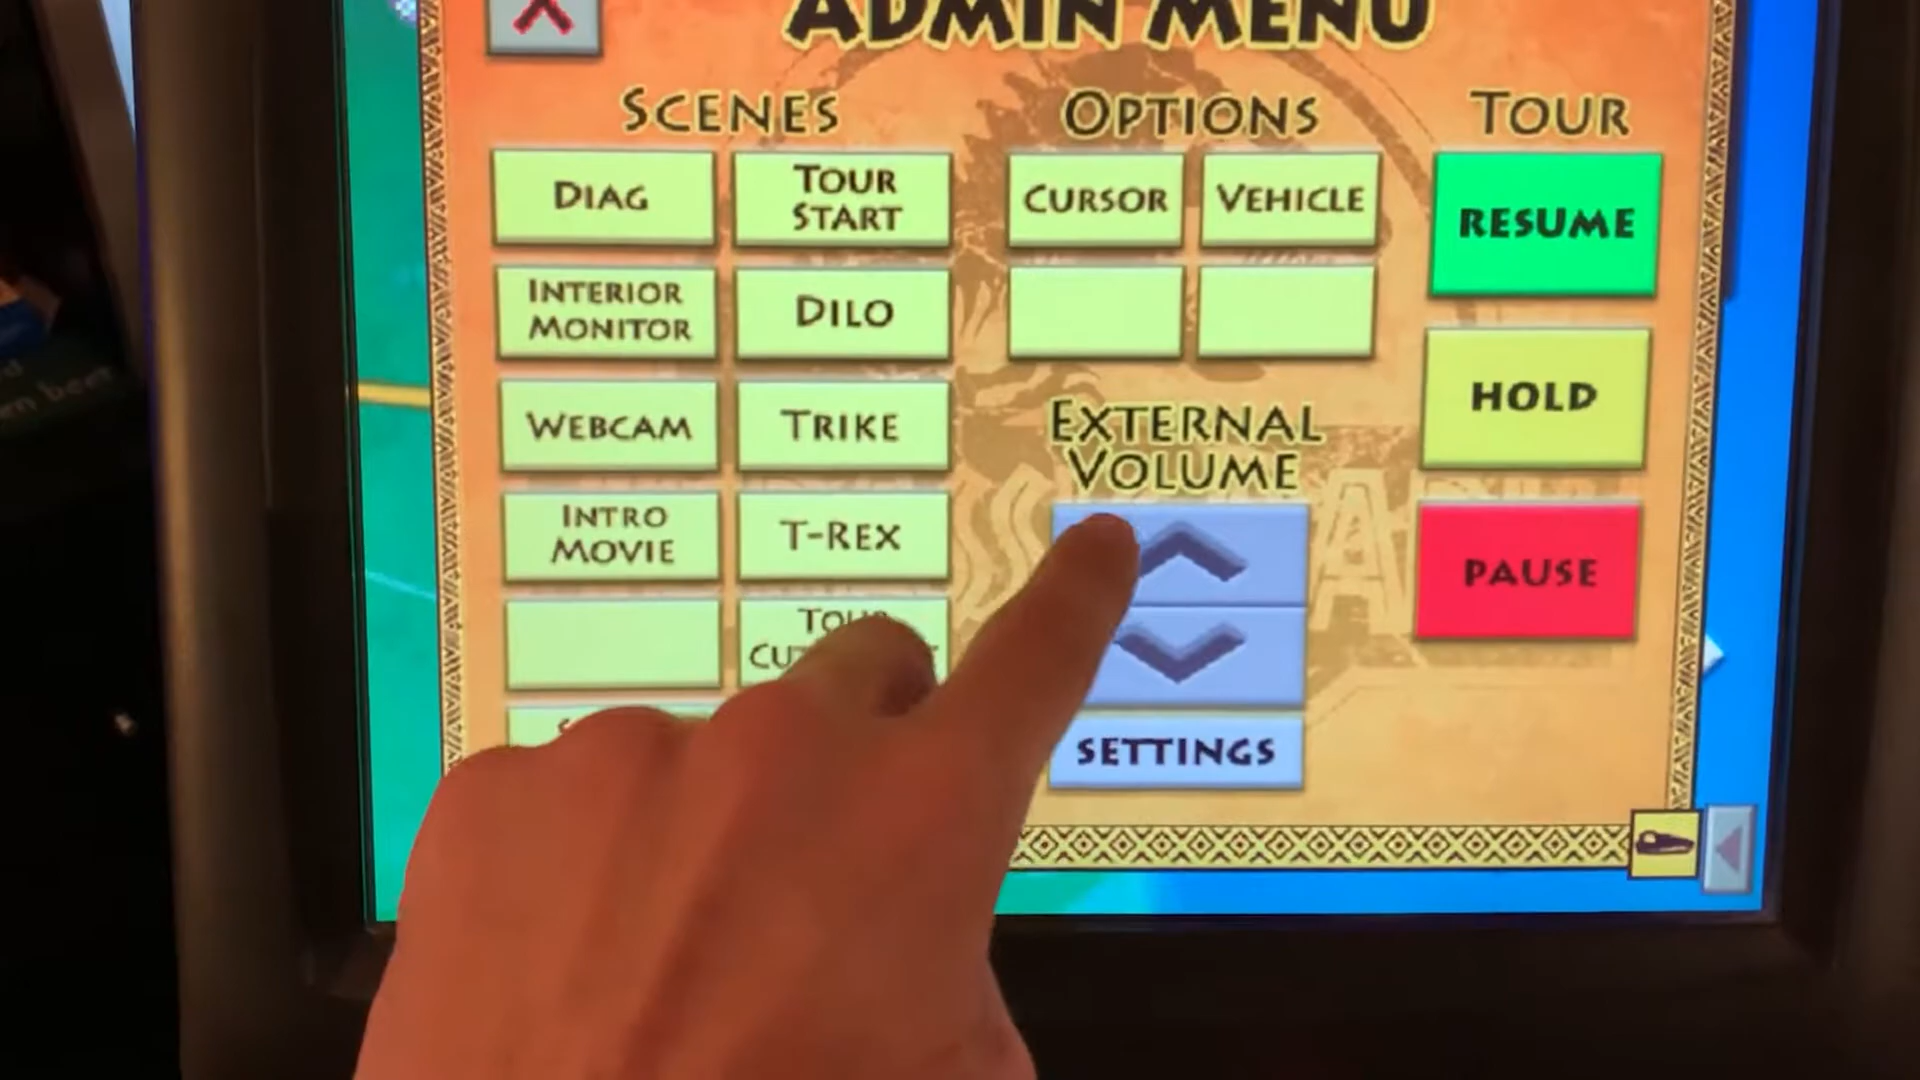 ADMIN MENU
SCENES
OPTIONS
TOUR
DIAG
TOUR
START
CURSOR
VEHICLE
RESUME
INTERIOR
MONITOR
DILO
HOLD
WEBCAM
TRIKE
EXTERNAL
VOLUME
INTRO
MOVIE
T-REX
PAUSE
TOUR
SETTINGS